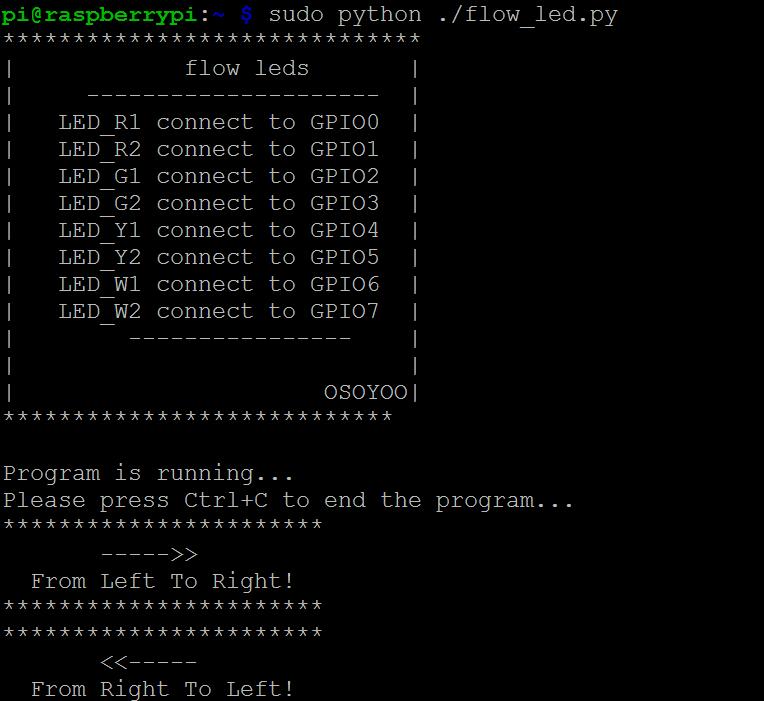 pi@raspberrypi:~ $ sudo python ./flow_led.py
******************************
|            flow leds       |
|     ---------------------  |
|   LED_R1 connect to GPIO0  |
|   LED_R2 connect to GPIO1  |
|   LED_G1 connect to GPIO2  |
|   LED_G2 connect to GPIO3  |
|   LED_Y1 connect to GPIO4  |
|   LED_Y2 connect to GPIO5  |
|   LED_W1 connect to GPIO6  |
|   LED_W2 connect to GPIO7  |
|        ----------------    |
|                            |
|                      OSOYOO|
****************************

Program is running...
Please press Ctrl+C to end the program...
***********************
       ----->>
  From Left To Right!
***********************
***********************
       <<-----
  From Right To Left!